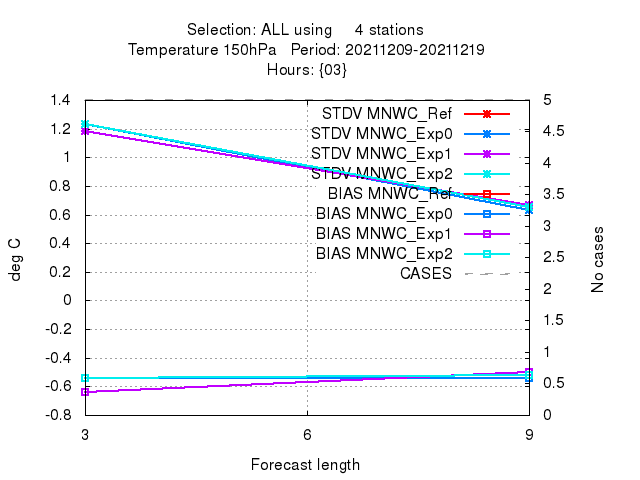 Selection: ALL using 4 stations
Temperature 150hPa Period: 20211209-20211219
Hours: {03}
1.4
1.2
1
0.8
0.6
0.4
0.2
0
-0.2
-0.4
-0.6
-0.8
deg C
STDV MNWC_Ref
STDV MNWC_Exp0
STDV MNWC_Exp1
STDV MNWC_Exp2
BIAS MNWC_Ref
BIAS MNWC_Exp0
BIAS MNWC_Exp1
BIAS MNWC_Exp2
CASES
5
4.5
4
3.5
3
2.5
2
1.5
1
0.5
0
No cases
3
6
9
Forecast length